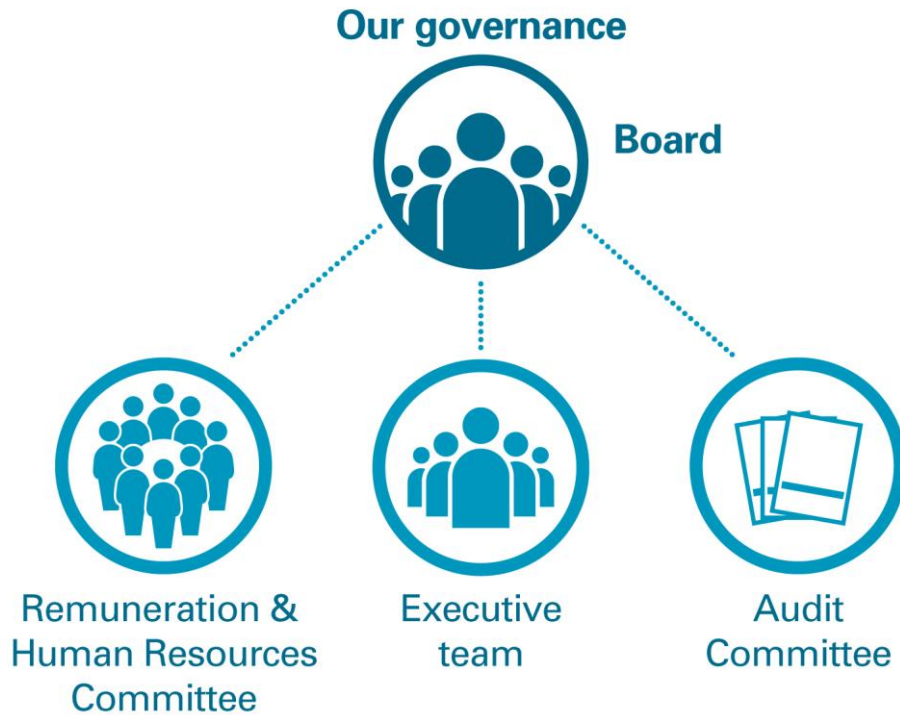 Our governance
Board
Remuneration &
Human Resources
Committee
Executive
team
Audit
Committee